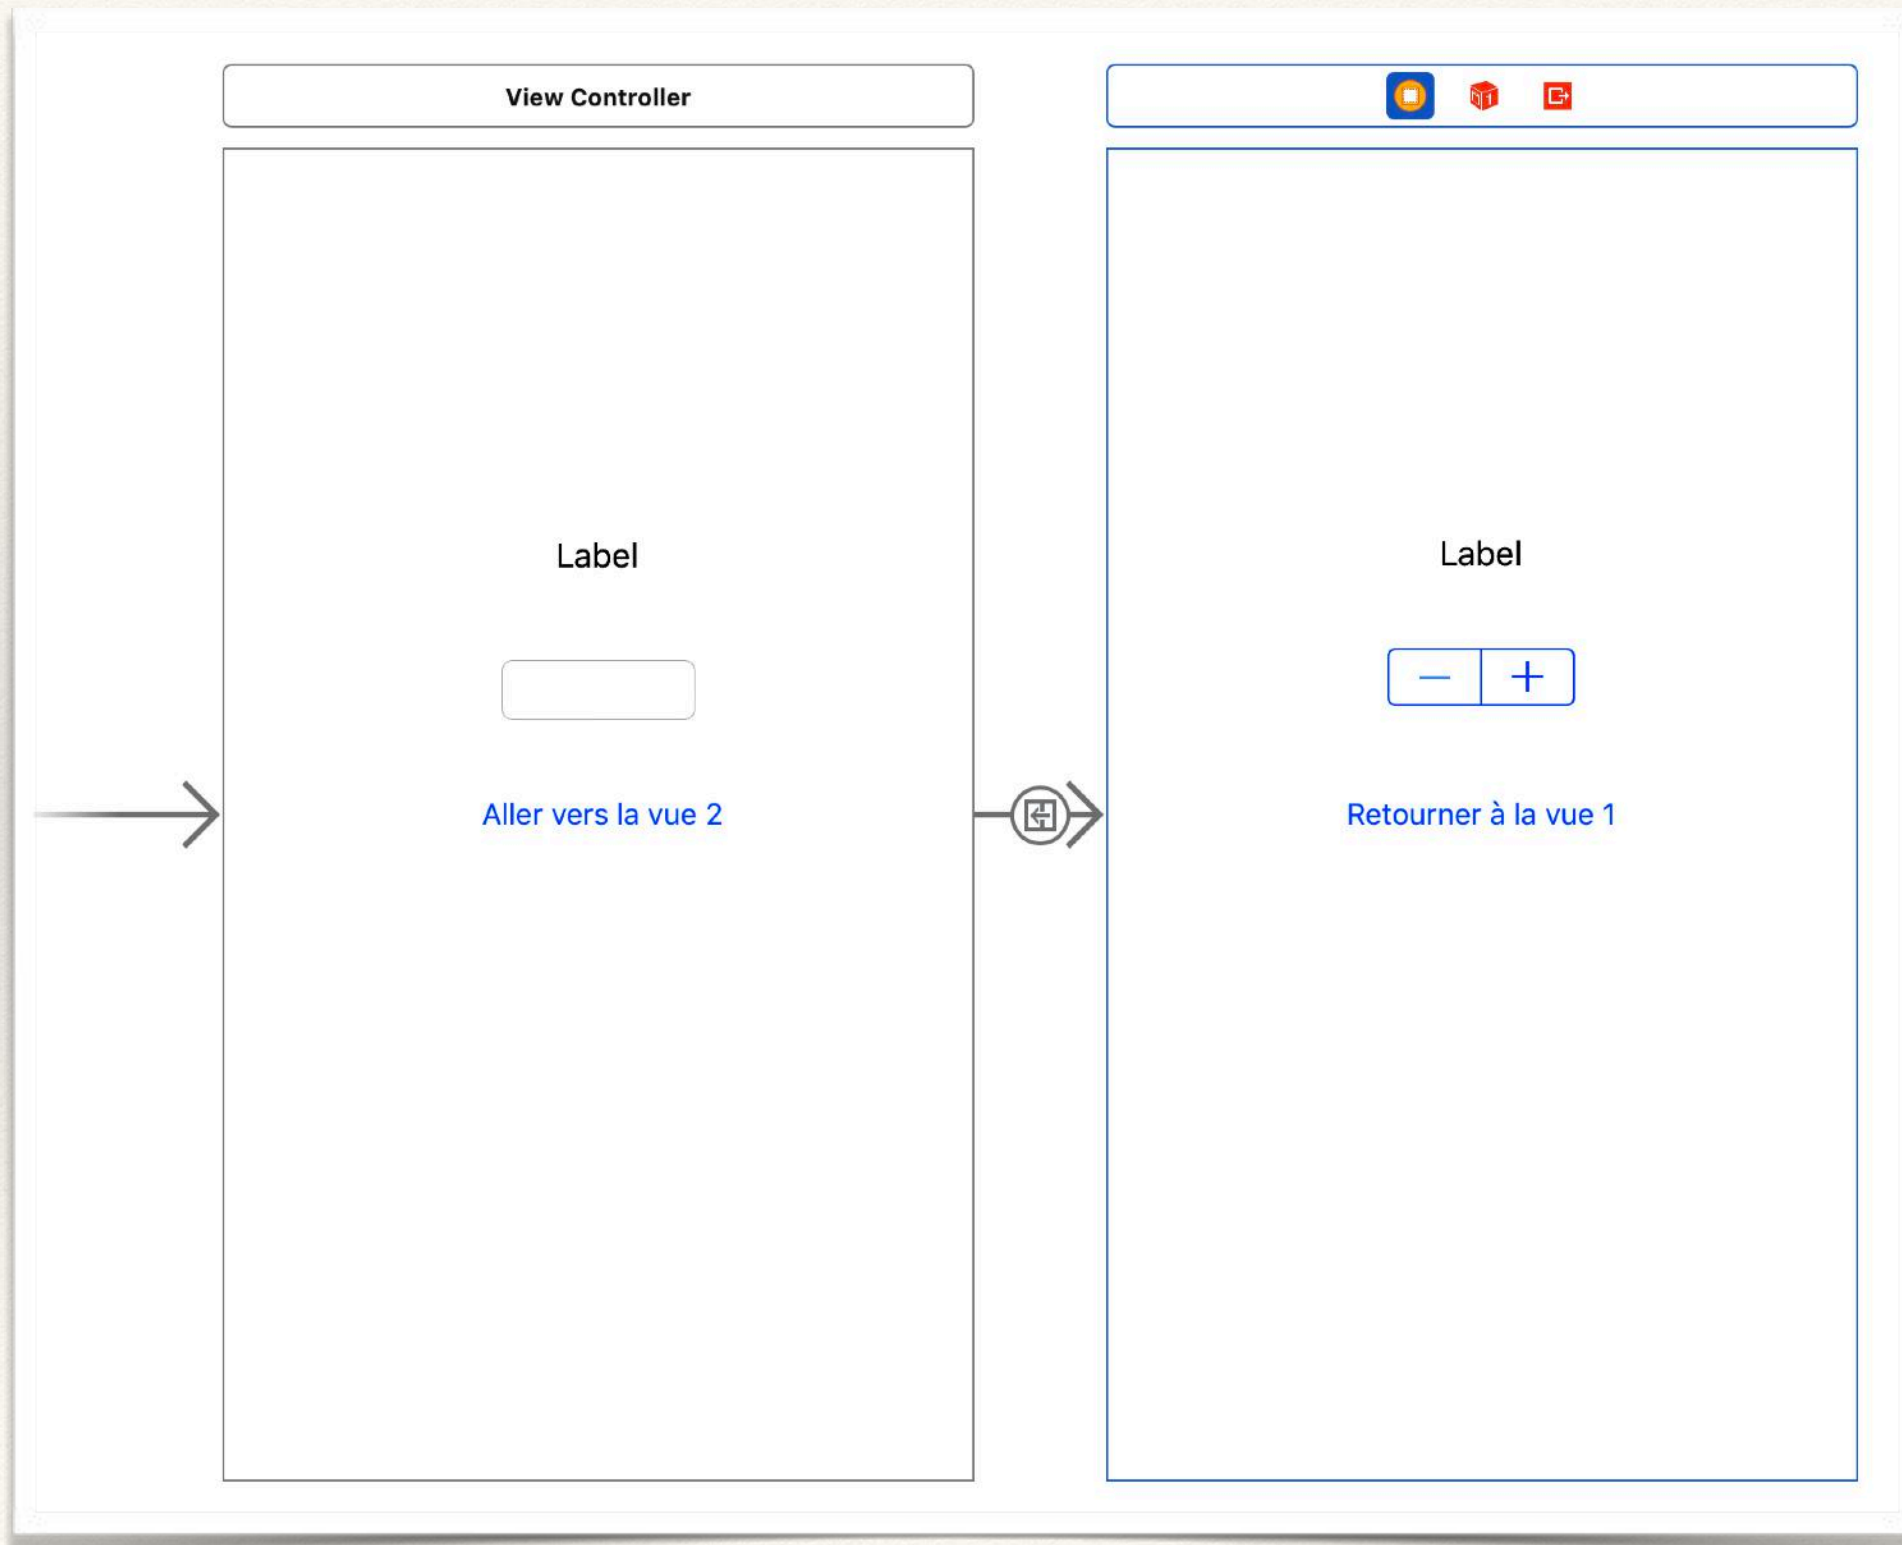 View Controller
Label
Aller vers la vue 2
Label
Retourner à la vue 1